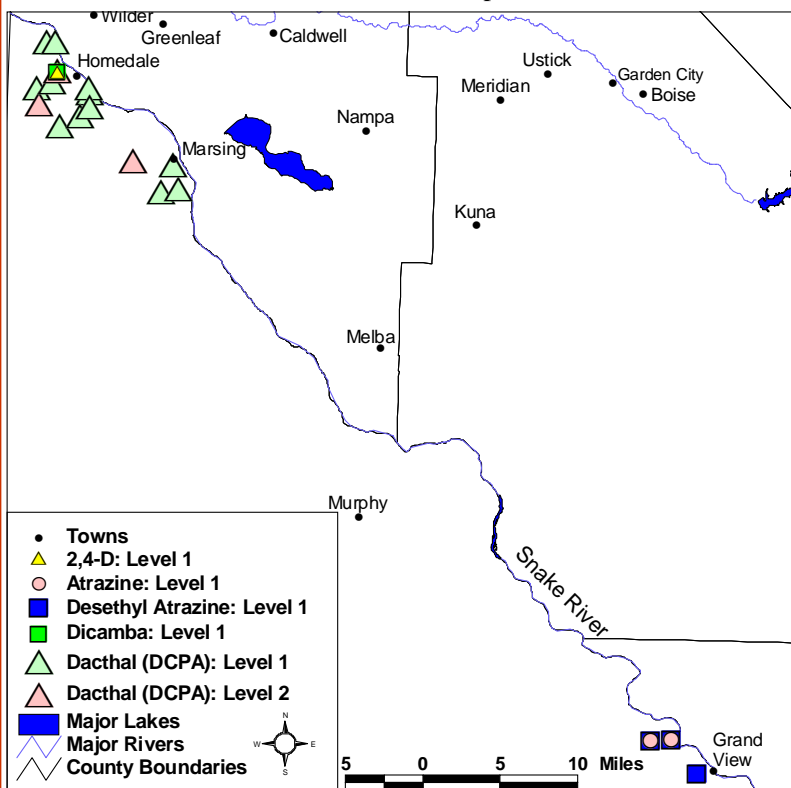 Wilder
Greenleaf
Caldwell
Homedale
Ustick
Meridian
Garden City
Boise
Nampa
Marsing
Kuna
Melba
Murphy
Snake River
Towns
2,4-D: Level 1
Atrazine: Level 1
Desethyl Atrazine: Level 1
Dicamba: Level 1
Dacthal (DCPA): Level 1
Dacthal (DCPA): Level 2
Major Lakes
Major Rivers
County Boundaries
N
W E
S
5 0 5 10 Miles
Grand
View